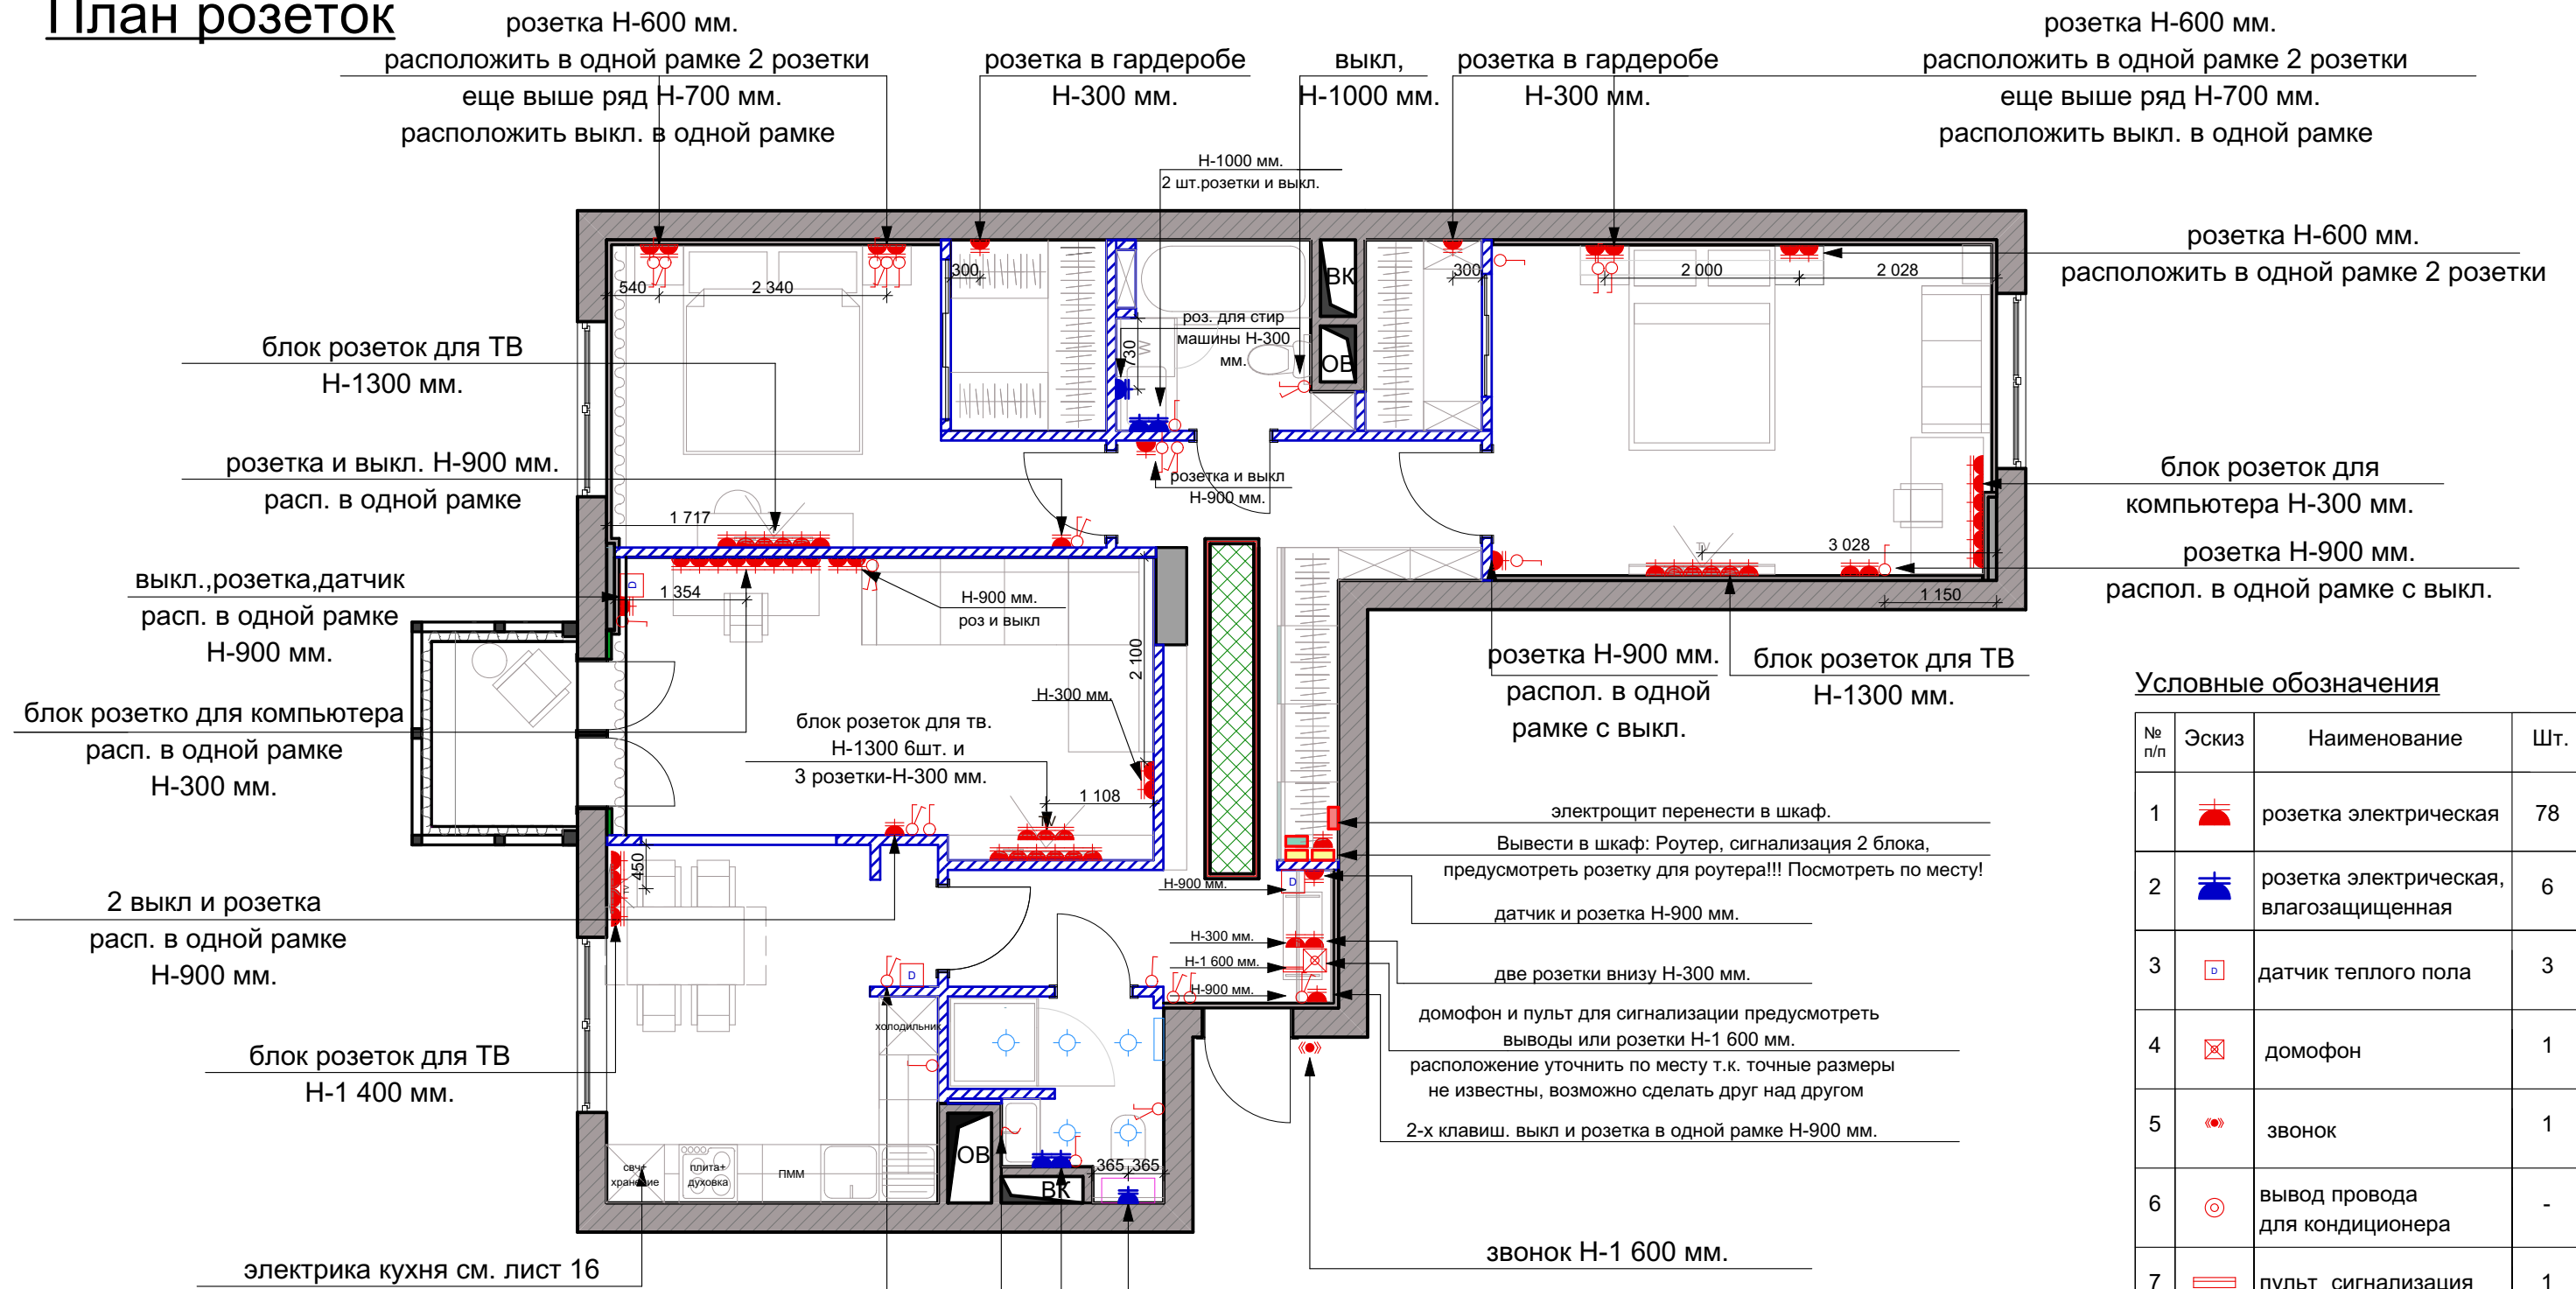 План розеток
розетка H-600 мм.
расположить в одной рамке 2 розетки
еще выше ряд H-700 мм.
расположить выкл. в одной рамке
розетка в гардеробе
H-300 мм.
выкл,
H-1000 мм.
розетка в гардеробе
H-300 мм.
розетка H-600 мм.
расположить в одной рамке 2 розетки
еще выше ряд H-700 мм.
расположить выкл. в одной рамке
H-1000 мм.
2 шт.розетки и выкл.
розетка H-600 мм.
расположить в одной рамке 2 розетки
540
2 340
300
ВК
300
2 000
2 028
роз. для стир
машины H-300
мм.
730
W
ОВ
блок розеток для ТВ
H-1300 мм.
розетка и выкл. H-900 мм.
расп. в одной рамке
розетка и выкл
H-900 мм.
блок розеток для
компьютера H-300 мм.
1 717
TV
3 028
розетка H-900 мм.
распол. в одной рамке с выкл.
1 150
выкл.,розетка,датчик
расп. в одной рамке
H-900 мм.
D
1 354
H-900 мм.
роз и выкл
2 100
розетка H-900 мм.
распол. в одной
рамке с выкл.
блок розеток для ТВ
H-1300 мм.
блок розетко для компьютера
расп. в одной рамке
H-300 мм.
H-300 мм.
блок розеток для тв.
H-1300 6шт. и
3 розетки-H-300 мм.
1 108
TV
электрощит перенести в шкаф.
Вывести в шкаф: Роутер, сигнализация 2 блока,
предусмотреть розетку для роутера!!! Посмотреть по месту!
450
TV
2 выкл и розетка
расп. в одной рамке
H-900 мм.
H-900 мм.
D
датчик и розетка H-900 мм.
H-300 мм.
H-1 600 мм.
две розетки внизу H-300 мм.
H-900 мм.
D
холодильник
домофон и пульт для сигнализации предусмотреть
выводы или розетки H-1 600 мм.
расположение уточнить по месту т.к. точные размеры
не известны, возможно сделать друг над другом
2-х клавиш. выкл и розетка в одной рамке H-900 мм.
блок розеток для ТВ
H-1 400 мм.
свч+
хранение
плита+
духовка
ПММ
ОВ
ВК
365
365
электрика кухня см. лист 16
звонок H-1 600 мм.
Условные обозначения
№ п/п Эскиз Наименование Шт.
1 розетка электрическая 78
2 розетка электрическая, влагозащищенная 6
3 D датчик теплого пола 3
4 домофон 1
5 звонок 1
6 вывод провода для кондиционера -
7 пульт сигнализация 1